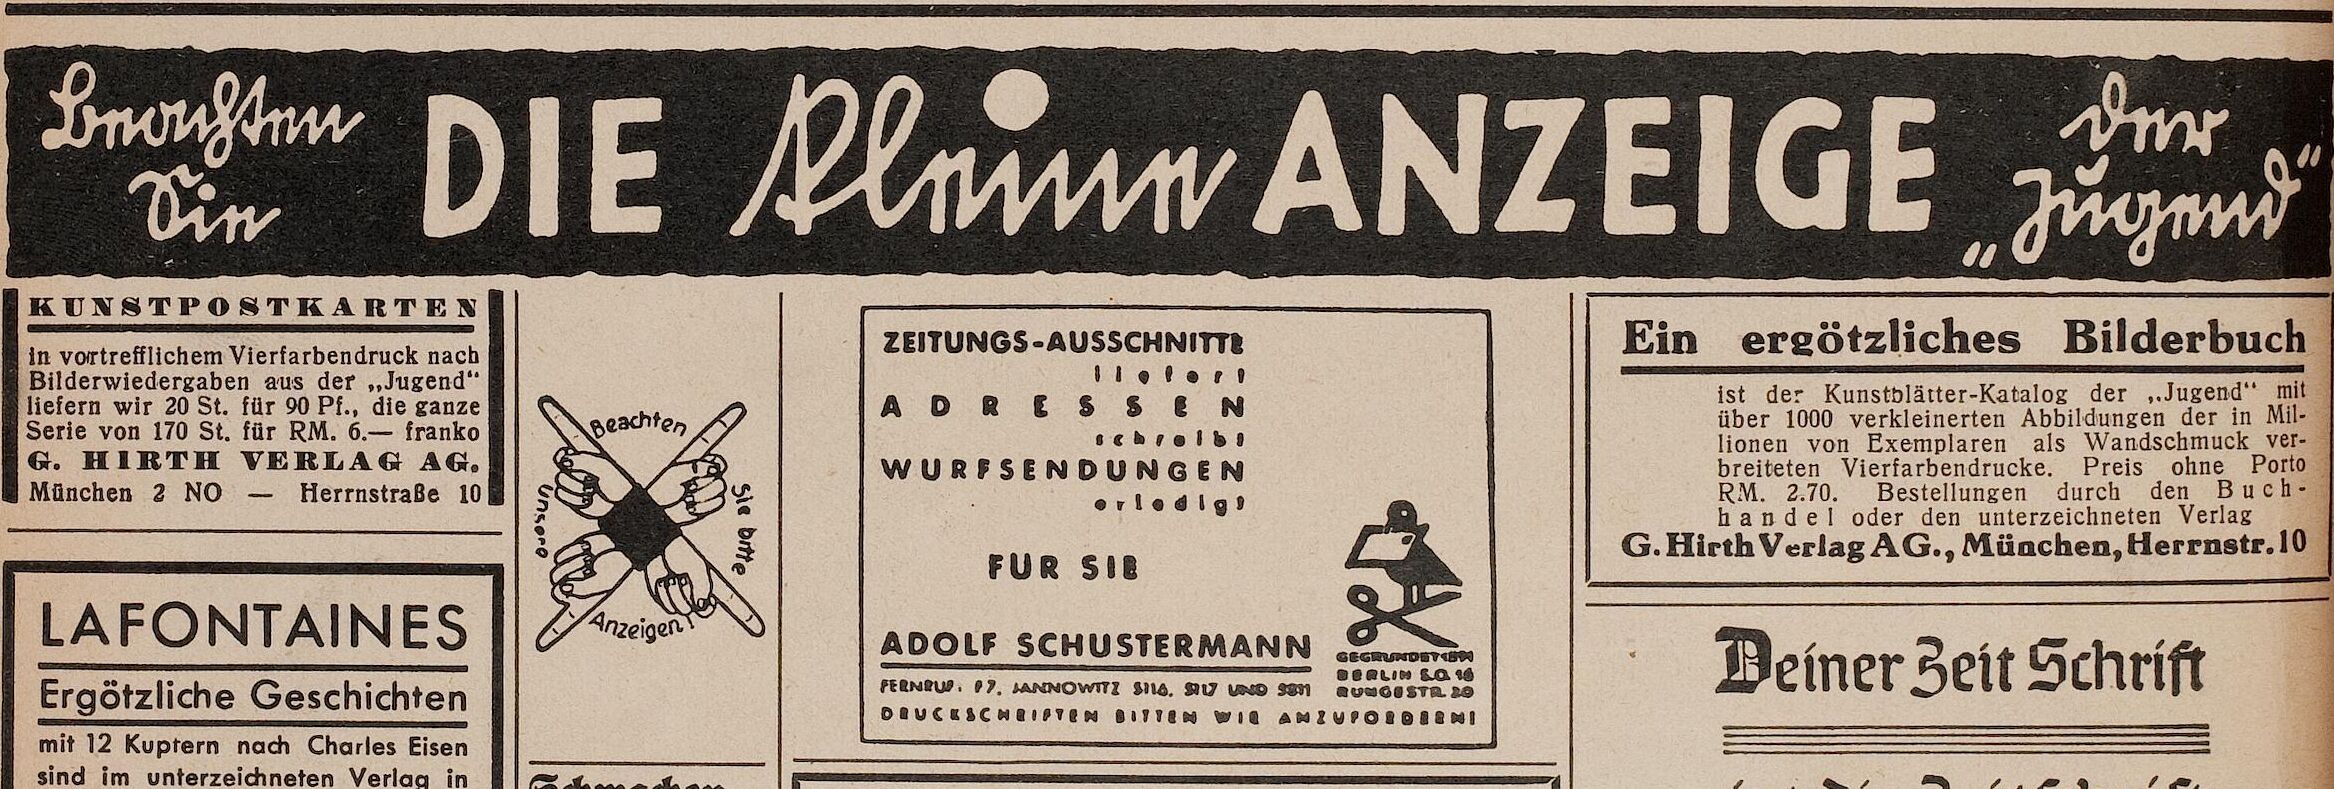 Beachten
Sie
DIE kleine ANZEIGE
der
„Jugend“
KUNSTPOSTKARTEN
in vortrefflichem Vierfarbendruck nach
Bilderwiedergaben aus der „Jugend“
liefern wir 20 St. für 90 Pf., die ganze
Serie von 170 St. für RM. 6.— franko
G. HIRTH VERLAG AG.
München 2 NO — Herrnstraße 10
LAFONTAINES
Ergötzliche Geschichten
mit 12 Kupfern nach Charles Eisen
sind im unterzeichneten Verlag in
Beachten
Sie bitte
unsere
Anzeigen!
ZEITUNGS-AUSSCHNITTE
liefert
ADRESSEN
schreibt
WURFSENDUNGEN
erledigt
FÜR SIE
ADOLF SCHUSTERMANN
FERNRUF: F7, JANNOWITZ 5116, 5117 UND 5811
DRUCKSCHRIFTEN BITTEN WIR ANZUFORDERN!
GEGRÜNDET
BERLIN S.O. 16
RUNGESTR. 20
Ein ergötzliches Bilderbuch
ist der Kunstblätter-Katalog der „Jugend“ mit
über 1000 verkleinerten Abbildungen der in Mil-
lionen von Exemplaren als Wandschmuck ver-
breiteten Vierfarbendrucke. Preis ohne Porto
RM. 2.70. Bestellungen durch den Buch-
handel oder den unterzeichneten Verlag
G. Hirth Verlag AG., München, Herrnstr. 10
Deiner Zeit Schrift